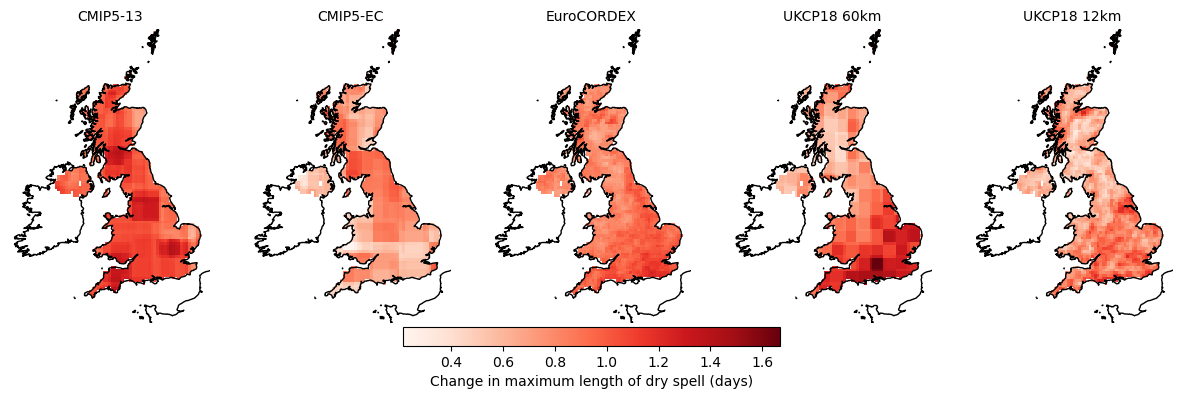 CMIP5-13 CMIP5-EC EuroCORDEX UKCP18 60km UKCP18 12km
0.4 0.6 0.8 1.0 1.2 1.4 1.6
Change in maximum length of dry spell (days)